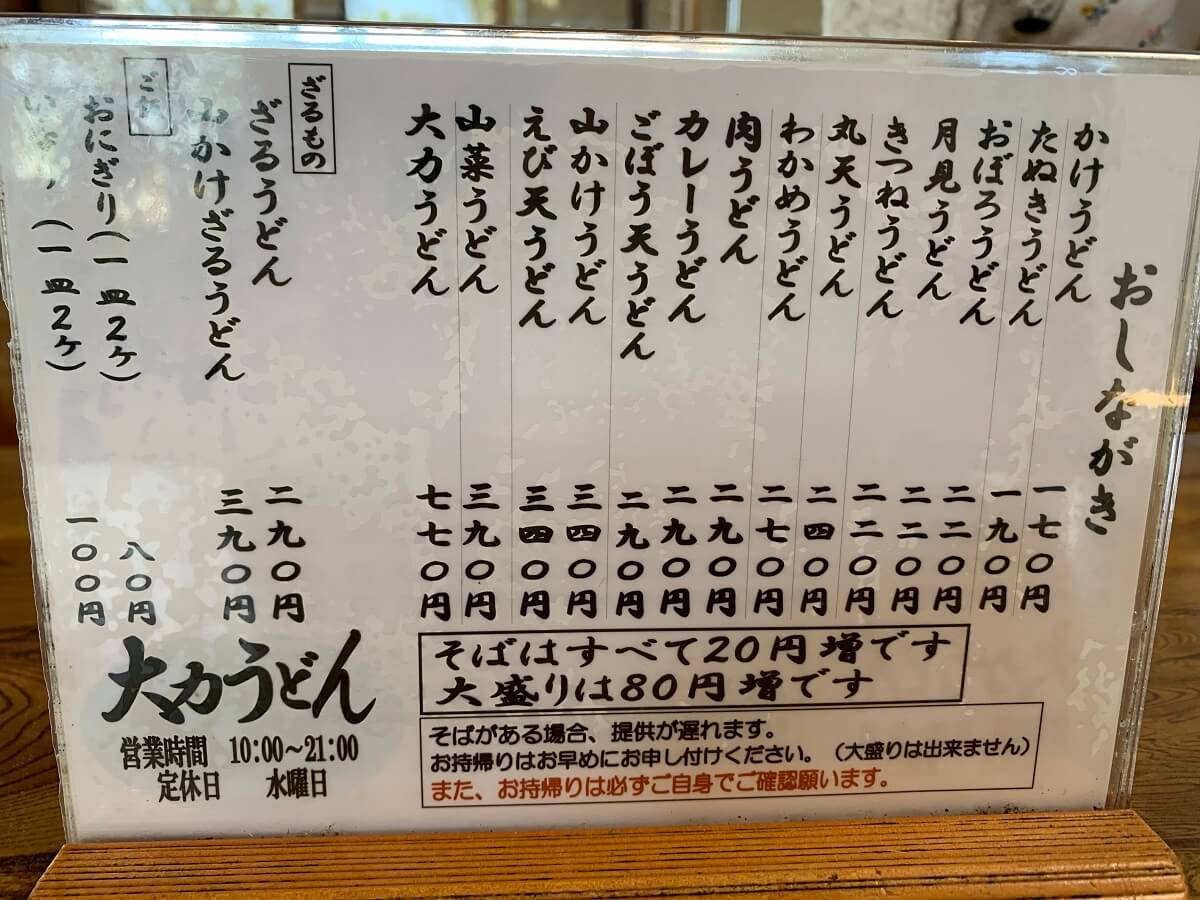 おしながき
かけうどん 一七〇円
たぬきうどん 一九〇円
おぼろうどん 二二〇円
月見うどん 二二〇円
きつねうどん 二二〇円
丸天うどん 二四〇円
わかめうどん 二七〇円
肉うどん 二九〇円
カレーうどん 二九〇円
ごぼう天うどん 二九〇円
山かけうどん 三四〇円
えび天うどん 三四〇円
山菜うどん 三九〇円
大力うどん 七七〇円
ざるもの
ざるうどん 二九〇円
山かけざるうどん 三九〇円
ご飯
おにぎり(一皿2ケ) 八〇円
いなり(一皿2ケ) 一〇〇円
そばはすべて20円増です
大盛りは80円増です
そばがある場合、提供が遅れます。
お持帰りはお早めにお申し付けください。（大盛りは出来ません）
また、お持帰りは必ずご自身でご確認願います。
大力うどん
営業時間 10:00～21:00
定休日 水曜日